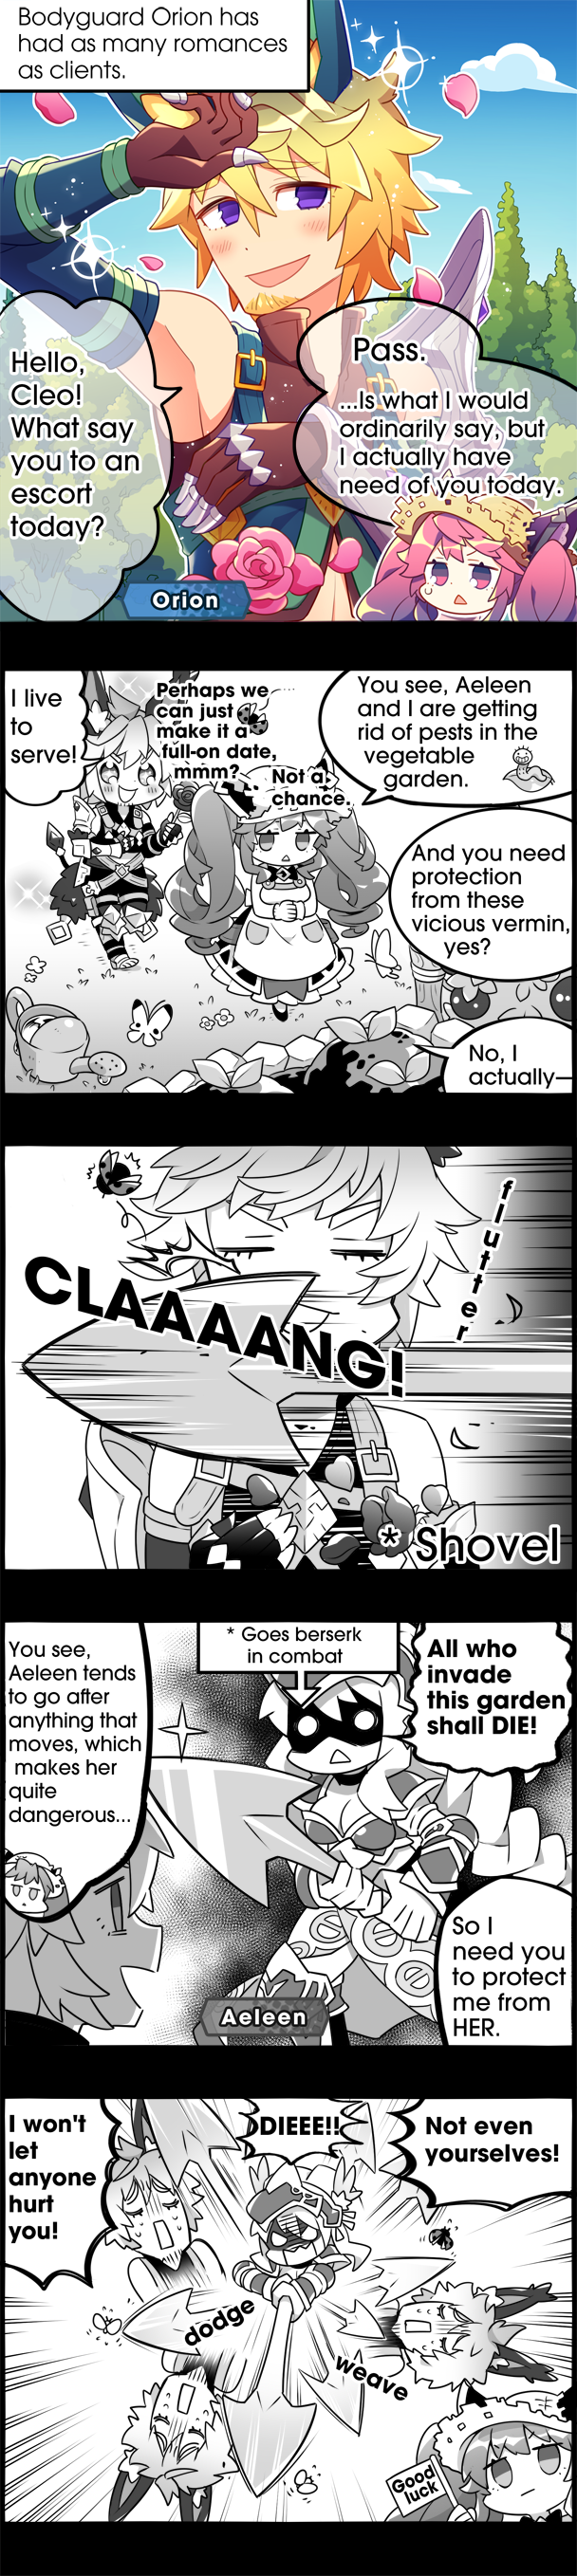 Bodyguard Orion has
had as many romances
as clients.
Hello,
Cleo!
What say
you to an
escort
today?
Pass.
...Is what I would
ordinarily say, but
I actually have
need of you today.
Orion
I live
to
serve!
Perhaps we
can just
make it a
full-on date,
mmm?
Not a
chance.
You see, Aeleen
and I are getting
rid of pests in the
vegetable
garden.
And you need
protection
from these
vicious vermin,
yes?
No, I
actually—
flutter
CLAAAANG!
* Shovel
You see,
Aeleen tends
to go after
anything that
moves, which
makes her
quite
dangerous...
* Goes berserk
in combat
All who
invade
this garden
shall DIE!
So I
need you
to protect
me from
HER.
Aeleen
I won't
let
anyone
hurt
you!
DIEEE!!
Not even
yourselves!
dodge
weave
Good
luck